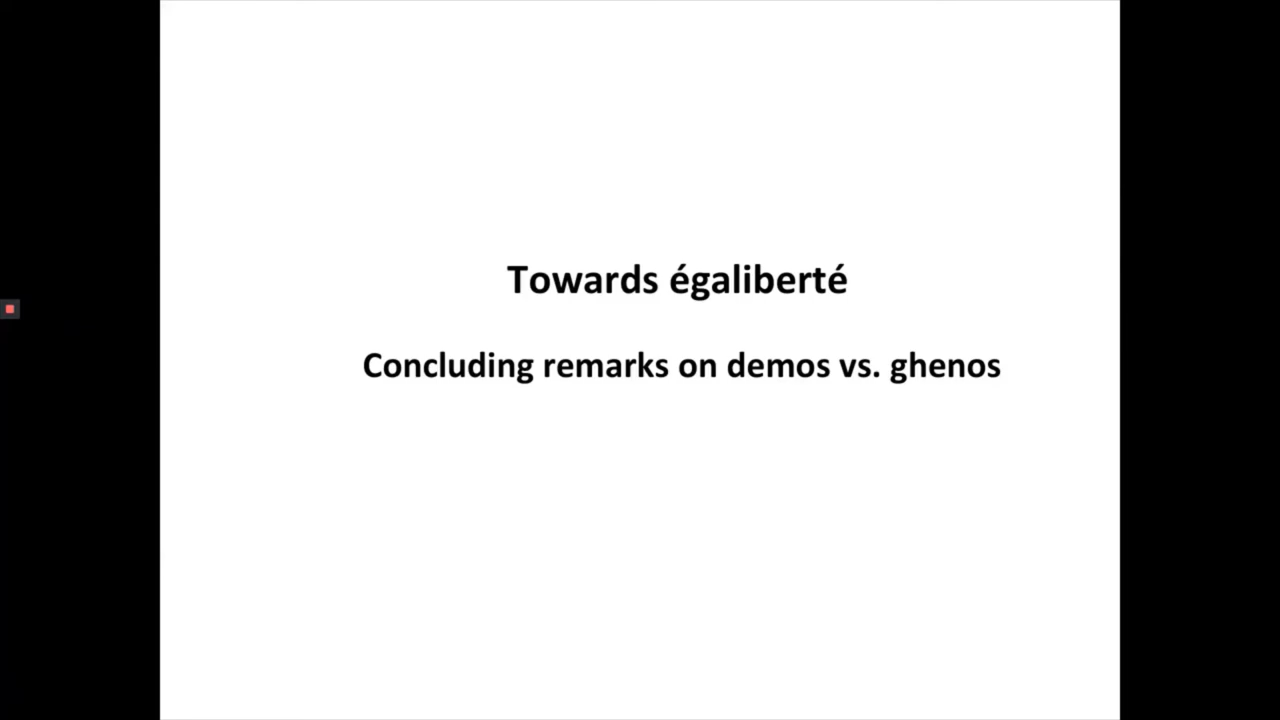 Towards égaliberté
Concluding remarks on demos vs. ghenos